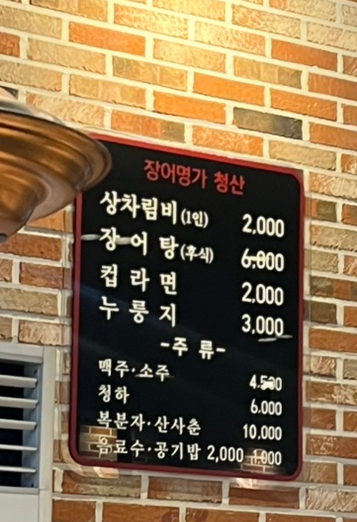 장어명가 청산
상차림비(1인) 2,000
장어탕(후식) 6,000
컵라면 2,000
누룽지 3,000
-주 류-
맥주·소주 4.500
청하 6.000
복분자·산사춘 10.000
음료수·공기밥 2,000 1.000